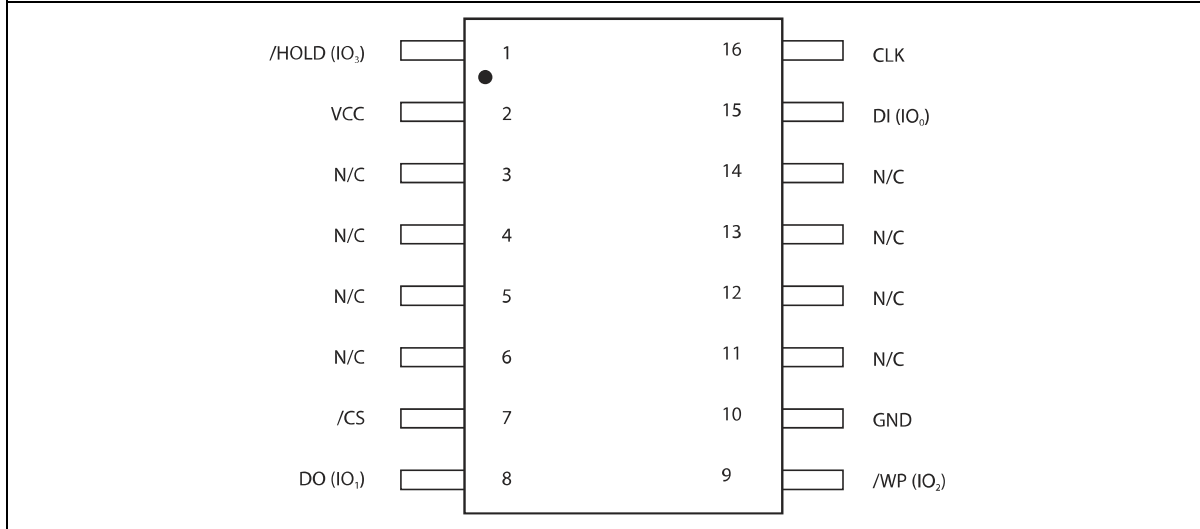 /HOLD (IO₃) 1 16 CLK
VCC 2 15 DI (IO₀)
N/C 3 14 N/C
N/C 4 13 N/C
N/C 5 12 N/C
N/C 6 11 N/C
/CS 7 10 GND
DO (IO₁) 8 9 /WP (IO₂)